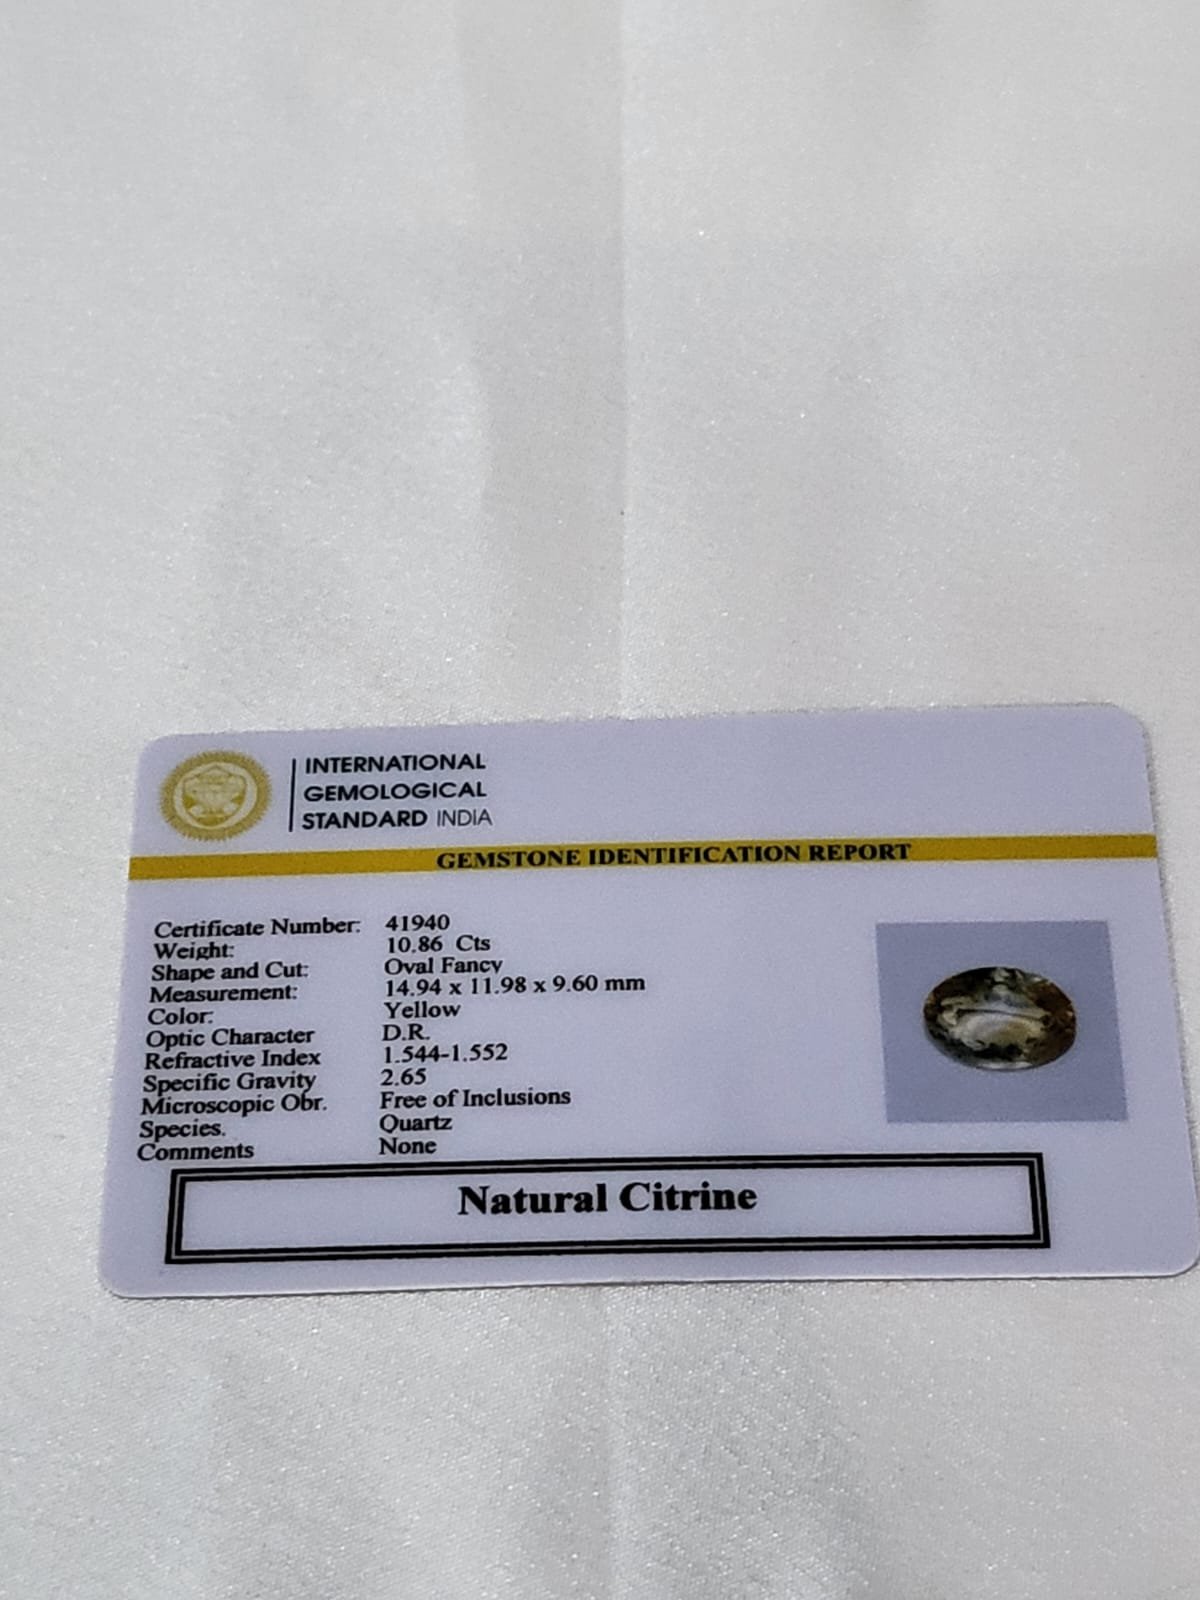 INTERNATIONAL
GEMOLOGICAL
STANDARD INDIA
GEMSTONE IDENTIFICATION REPORT
Certificate Number: 41940
Weight: 10.86 Cts
Shape and Cut: Oval Fancy
Measurement: 14.94 x 11.98 x 9.60 mm
Color: Yellow
Optic Character D.R.
Refractive Index 1.544-1.552
Specific Gravity 2.65
Microscopic Obr. Free of Inclusions
Species. Quartz
Comments None
Natural Citrine